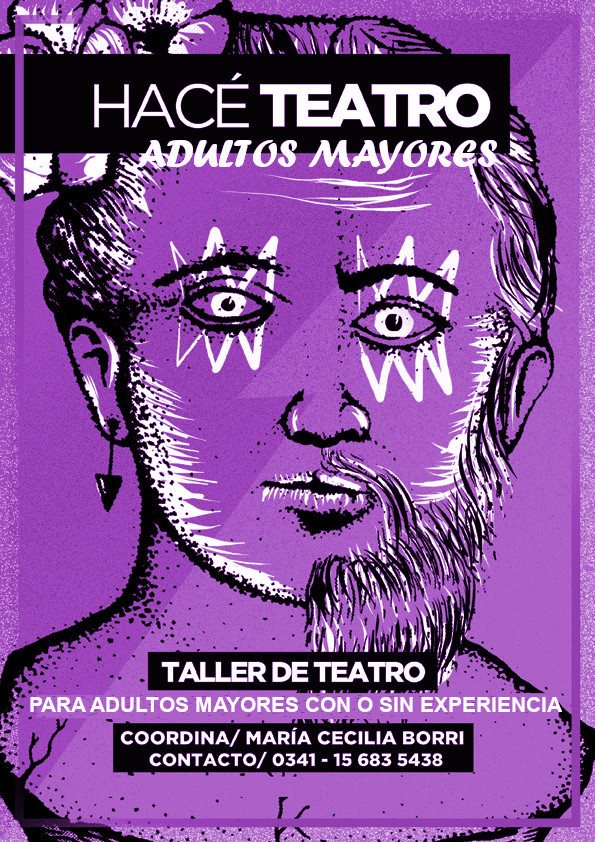 HACÉ TEATRO
ADULTOS MAYORES
TALLER DE TEATRO
PARA ADULTOS MAYORES CON O SIN EXPERIENCIA
COORDINA/ MARÍA CECILIA BORRI
CONTACTO/ 0341 - 15 683 5438